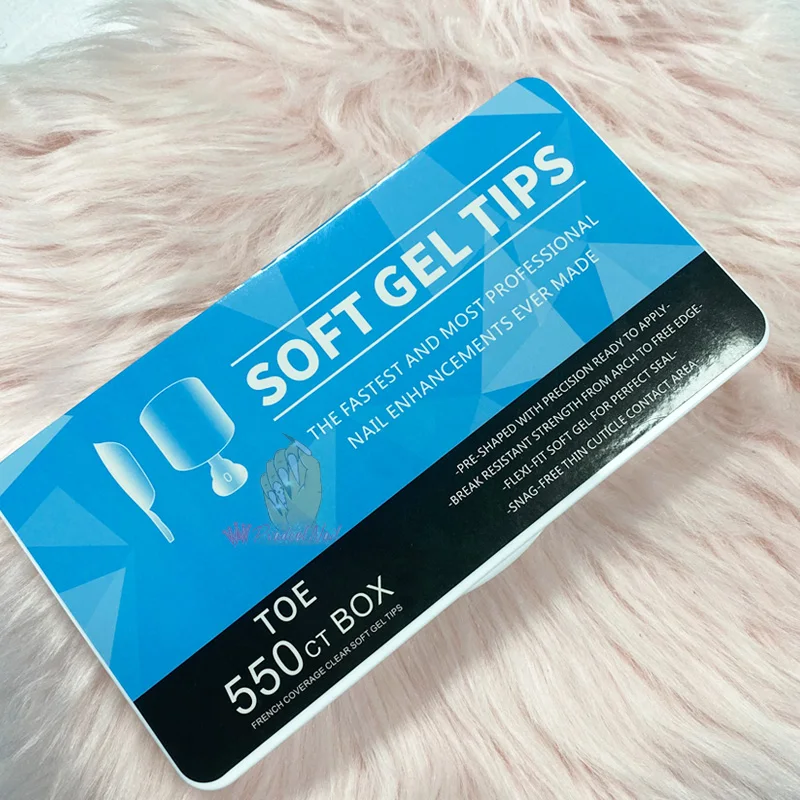 SOFT GEL TIPS
THE FASTEST AND MOST PROFESSIONAL
NAIL ENHANCEMENTS EVER MADE
-PRE-SHAPED WITH PRECISION READY TO APPLY-
-BREAK RESISTANT STRENGTH FROM ARCH TO FREE EDGE-
-FLEXI-FIT SOFT GEL FOR PERFECT SEAL-
-SNAG-FREE THIN CUTICLE CONTACT AREA-
0
TOE
550CT BOX
FRENCH COVERAGE CLEAR SOFT GEL TIPS